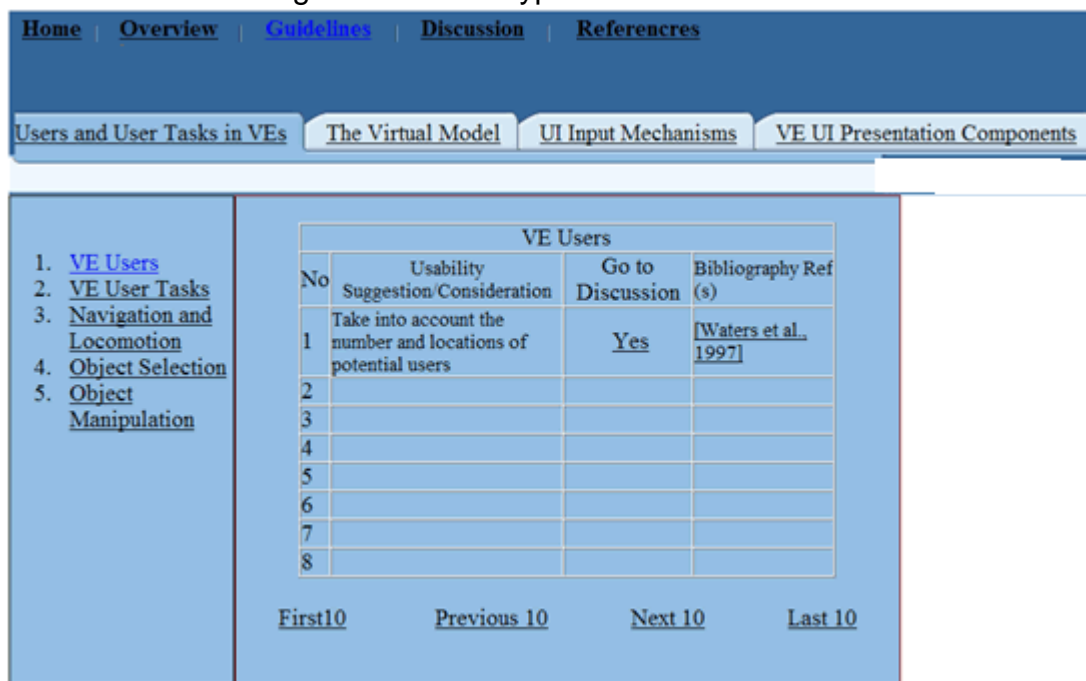 Home | Overview | Guidelines | Discussion | Referencres
Users and User Tasks in VEs The Virtual Model UI Input Mechanisms VE UI Presentation Components
1. VE Users
2. VE User Tasks
3. Navigation and
Locomotion
4. Object Selection
5. Object
Manipulation
VE Users
No Usability Suggestion/Consideration Go to Discussion Bibliography Ref (s)
1 Take into account the number and locations of potential users Yes [Waters et al., 1997]
2
3
4
5
6
7
8
First10 Previous 10 Next 10 Last 10